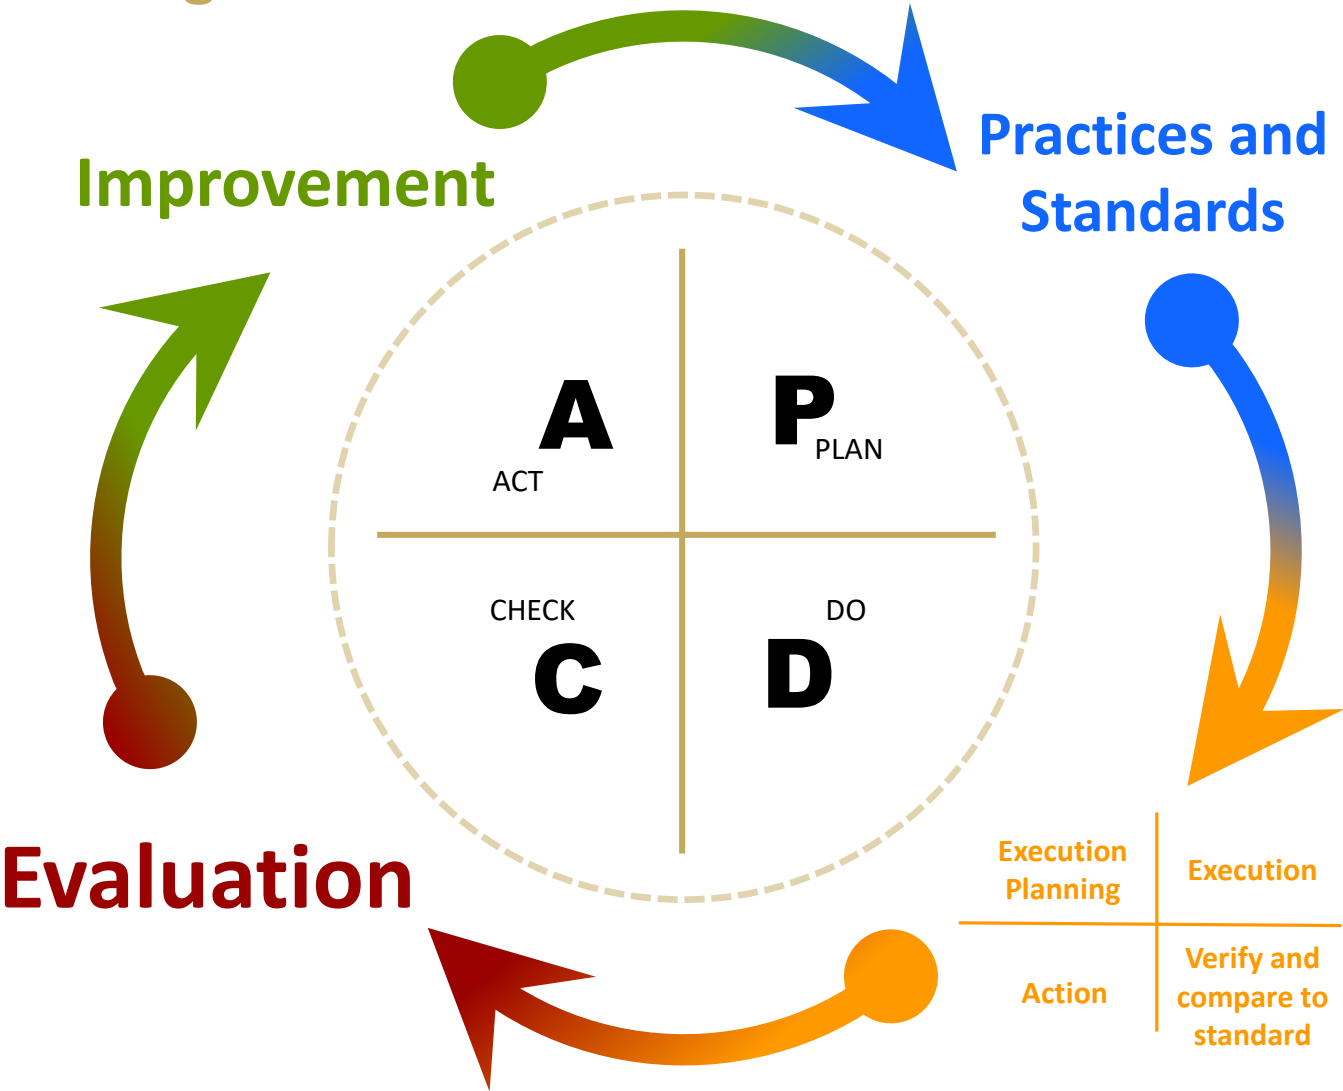 Improvement
Practices and
Standards
A
ACT
P
PLAN
CHECK
C
DO
D
Evaluation
Execution
Planning
Execution
Action
Verify and
compare to
standard